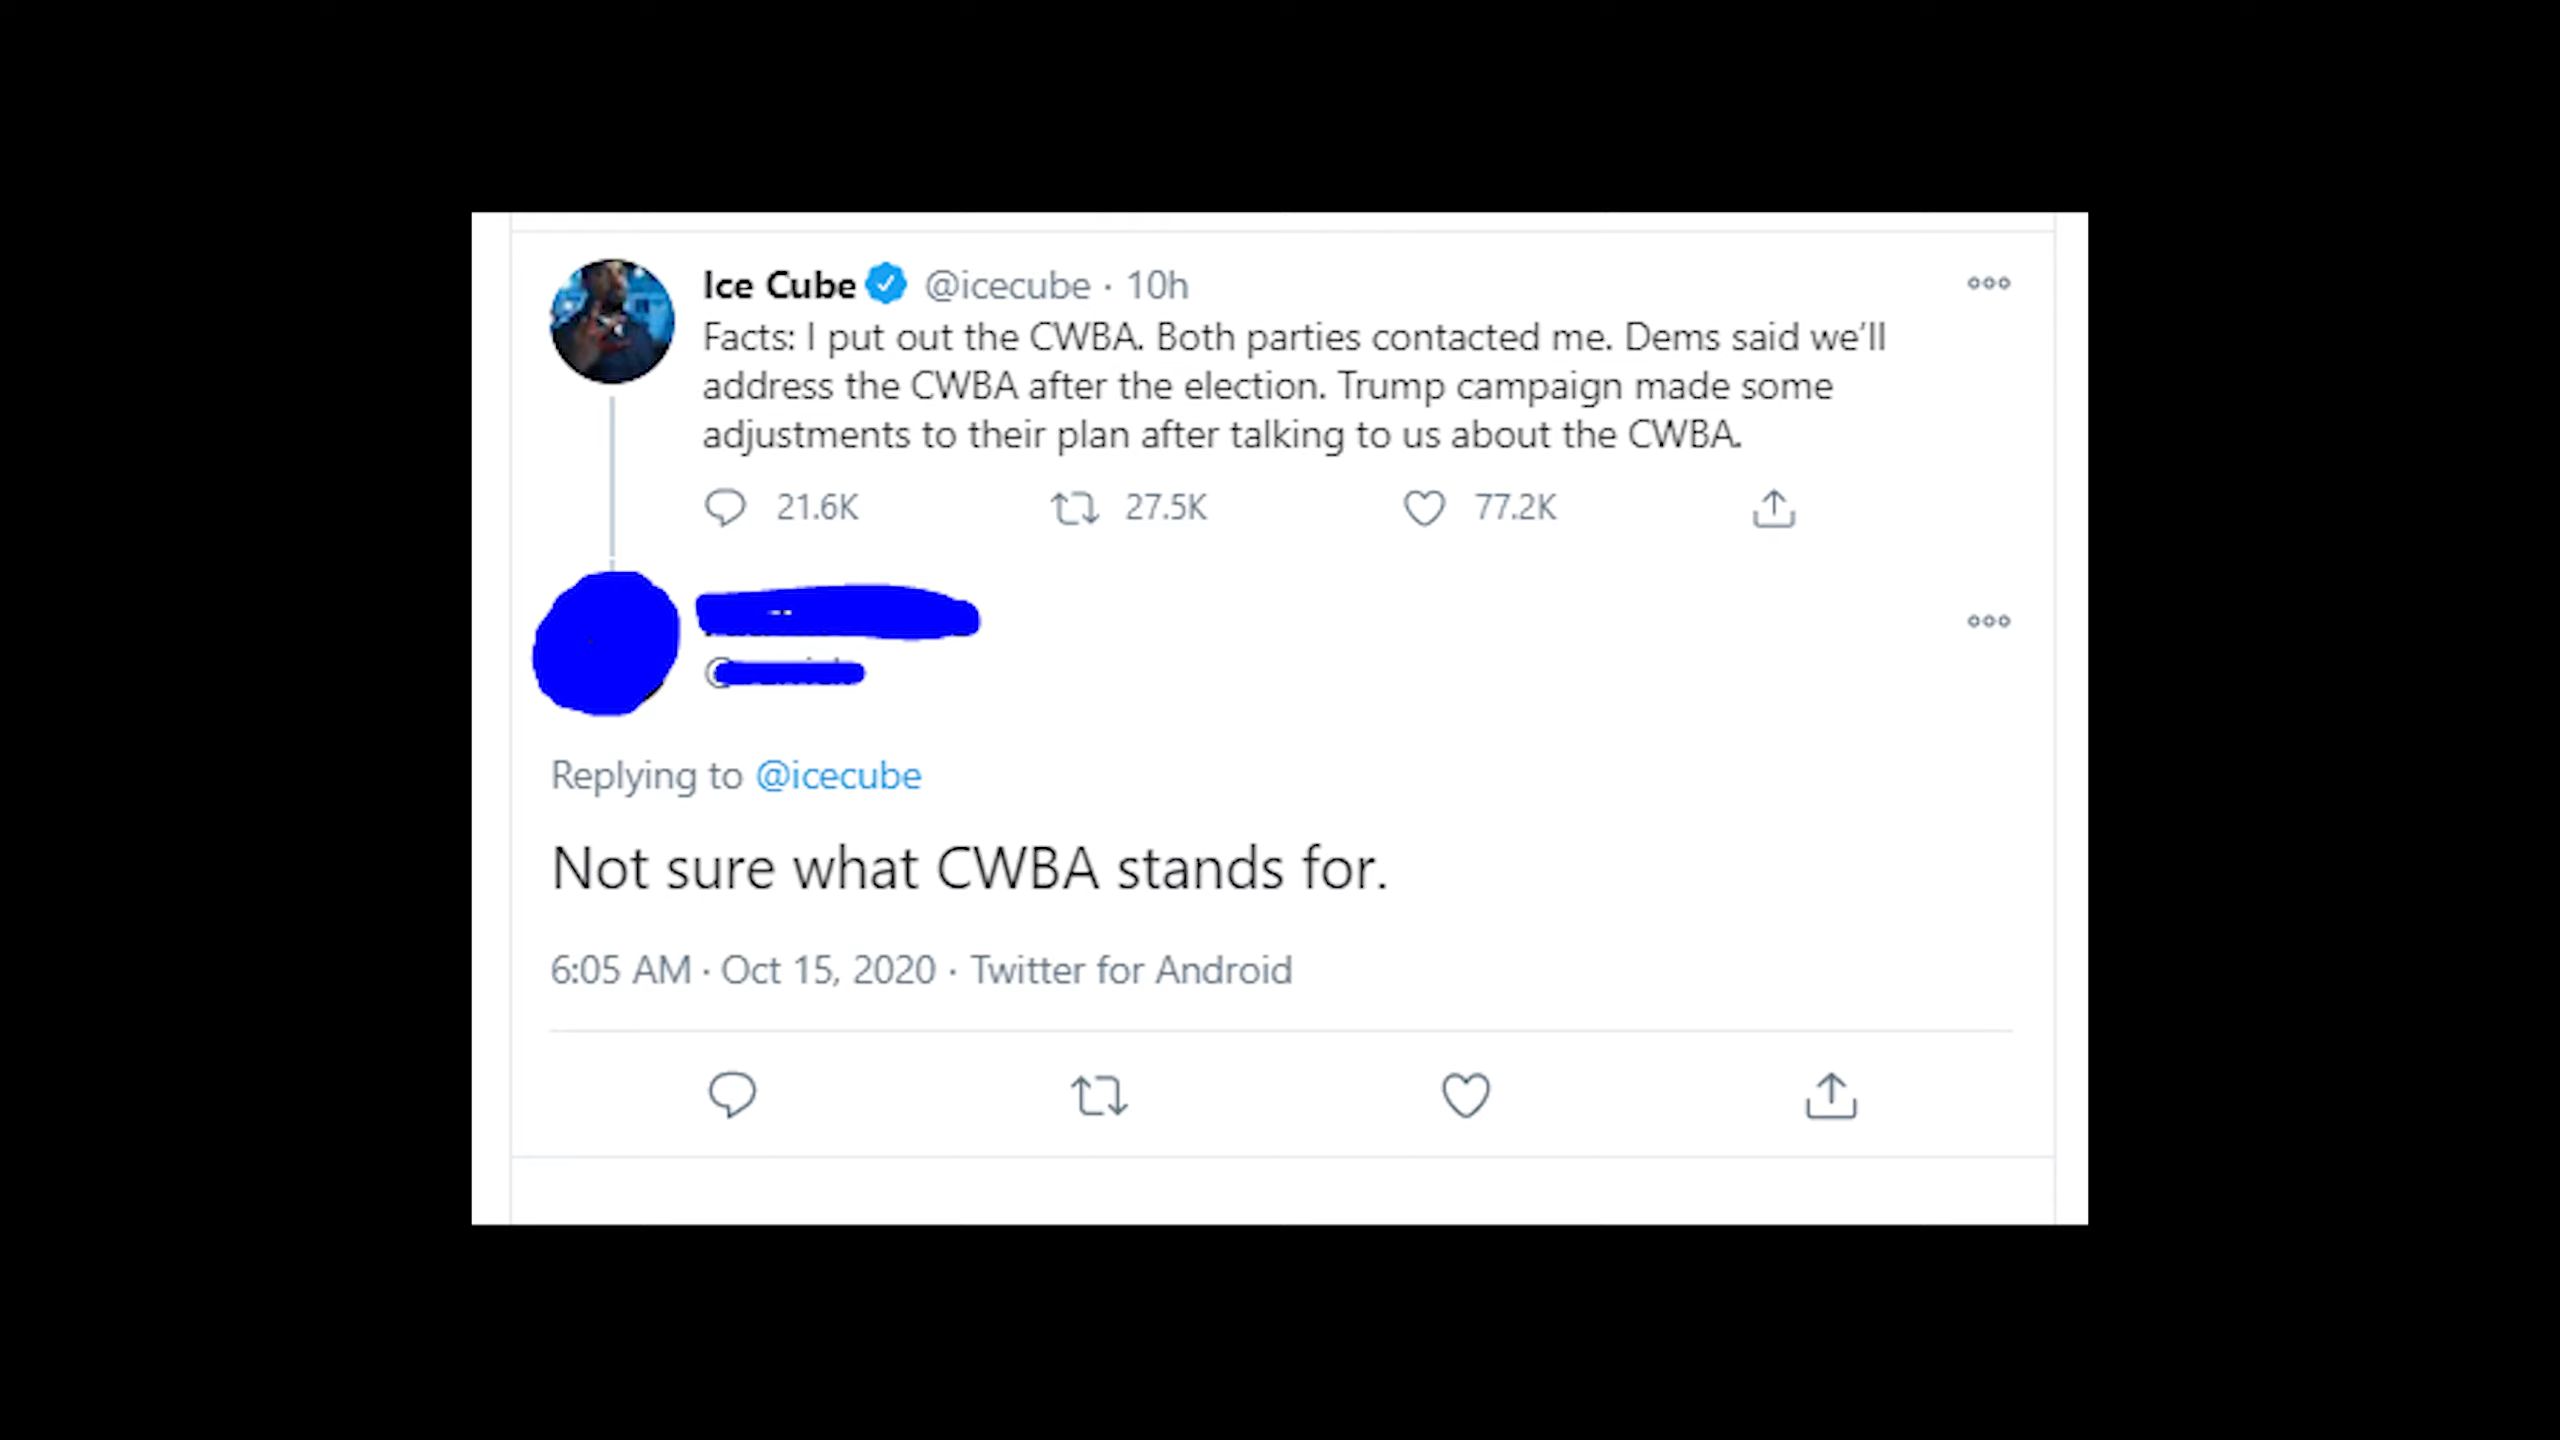 Ice Cube @icecube · 10h
Facts: I put out the CWBA. Both parties contacted me. Dems said we’ll
address the CWBA after the election. Trump campaign made some
adjustments to their plan after talking to us about the CWBA.
21.6K 27.5K 77.2K
Replying to @icecube
Not sure what CWBA stands for.
6:05 AM · Oct 15, 2020 · Twitter for Android